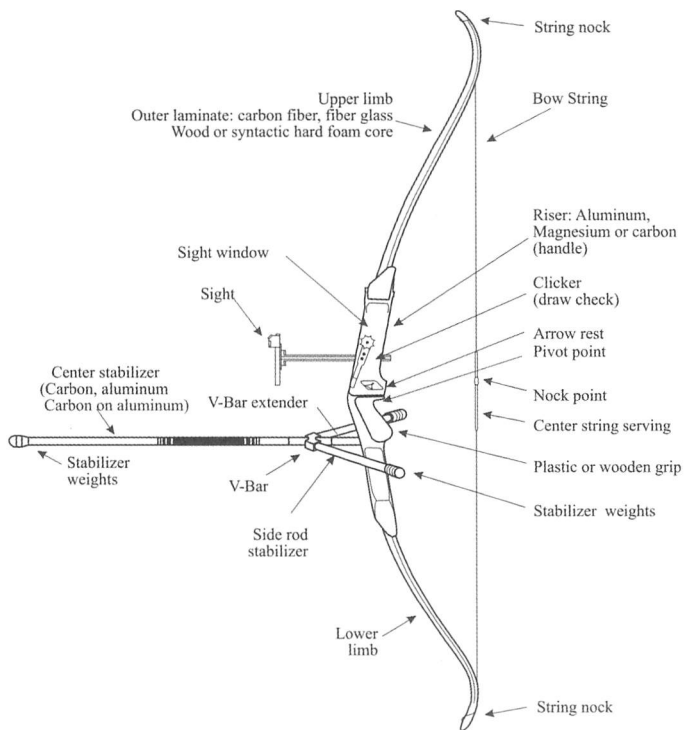 String nock
Upper limb
Outer laminate: carbon fiber, fiber glass
Wood or syntactic hard foam core
Bow String
Riser: Aluminum,
Magnesium or carbon
(handle)
Sight window
Clicker
(draw check)
Sight
Arrow rest
Pivot point
Center stabilizer
(Carbon, aluminum
Carbon on aluminum)
V-Bar extender
Nock point
Center string serving
Stabilizer
weights
V-Bar
Plastic or wooden grip
Stabilizer weights
Side rod
stabilizer
Lower
limb
String nock